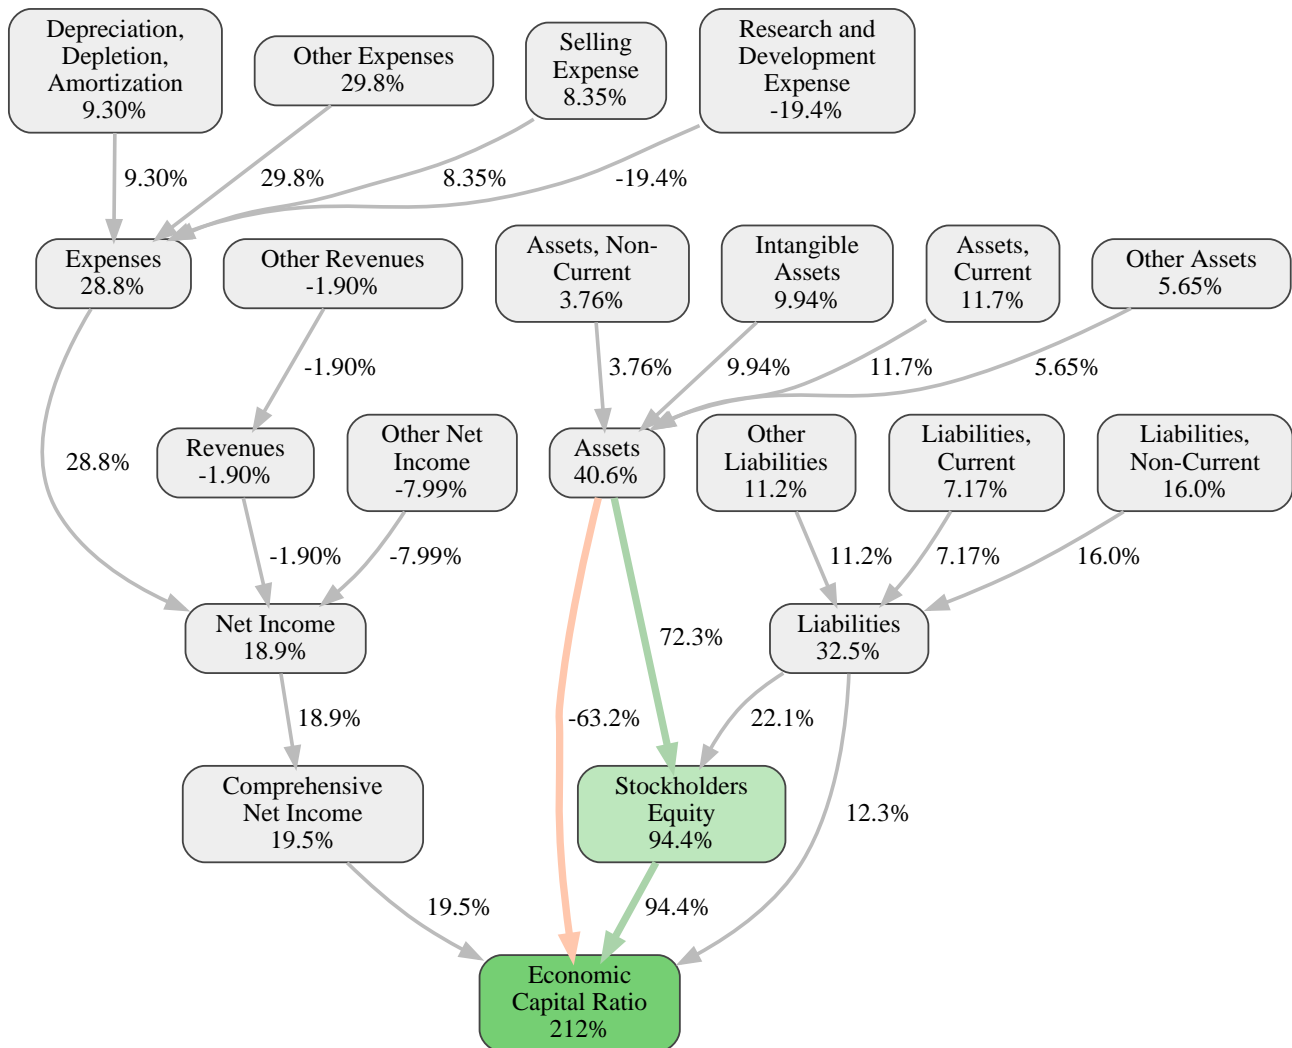 Depreciation,
Depletion,
Amortization
9.30%
Other Expenses
29.8%
Selling
Expense
8.35%
Research and
Development
Expense
-19.4%
9.30%
29.8%
8.35%
-19.4%
Expenses
28.8%
Other Revenues
-1.90%
Assets, Non-
Current
3.76%
Intangible
Assets
9.94%
Assets,
Current
11.7%
Other Assets
5.65%
-1.90%
3.76%
9.94%
11.7%
5.65%
28.8%
Revenues
-1.90%
Other Net
Income
-7.99%
Assets
40.6%
Other
Liabilities
11.2%
Liabilities,
Current
7.17%
Liabilities,
Non-Current
16.0%
-1.90%
-7.99%
11.2%
7.17%
16.0%
Net Income
18.9%
72.3%
Liabilities
32.5%
18.9%
-63.2%
22.1%
Comprehensive
Net Income
19.5%
Stockholders
Equity
94.4%
12.3%
19.5%
94.4%
Economic
Capital Ratio
212%